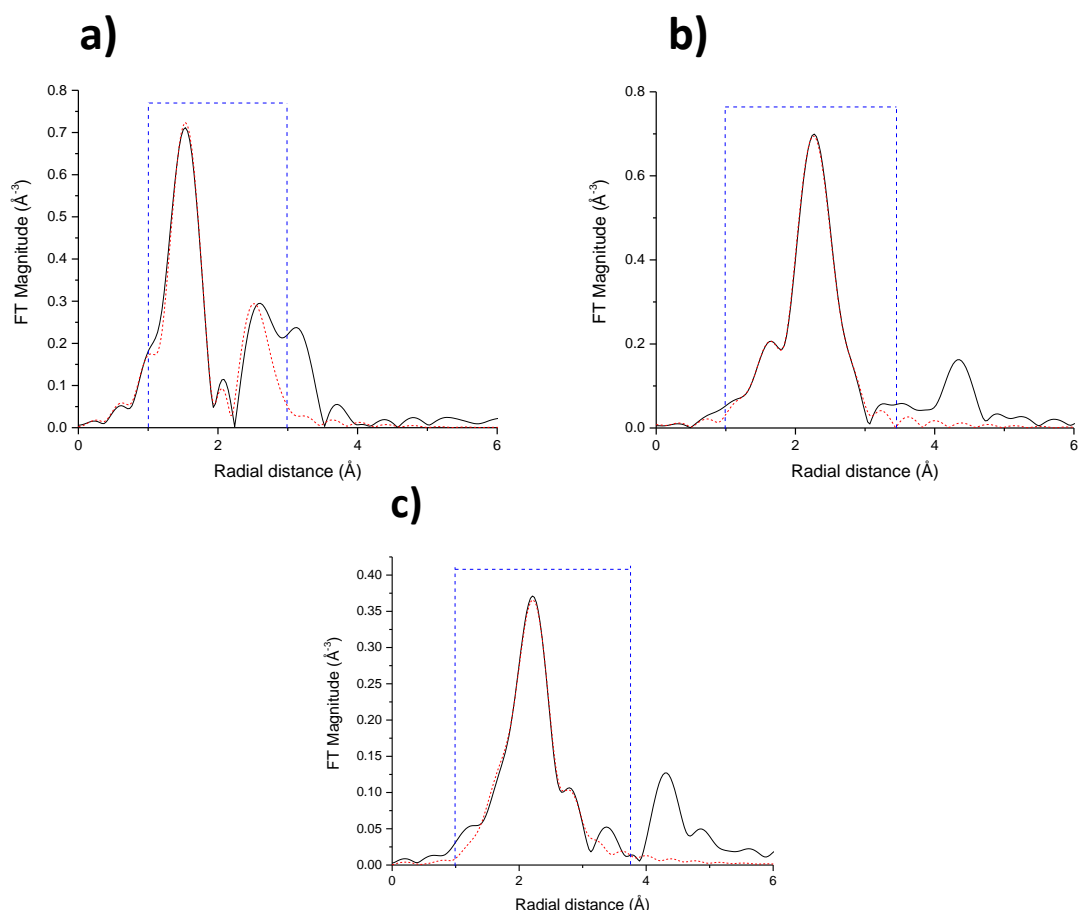 a)
b)
0.8
0.7
0.6
0.5
0.4
0.3
0.2
0.1
0.0
FT Magnitude (Å⁻³)
0 2 4 6
Radial distance (Å)
0.8
0.6
0.4
0.2
0.0
FT Magnitude (Å⁻³)
0 2 4 6
Radial distance (Å)
c)
0.40
0.35
0.30
0.25
0.20
0.15
0.10
0.05
0.00
FT Magnitude (Å⁻³)
0 2 4 6
Radial distance (Å)